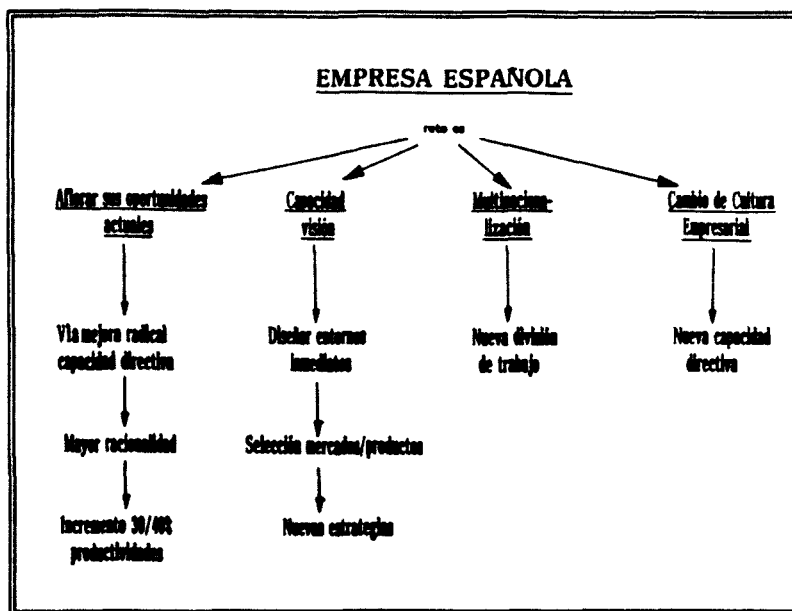 EMPRESA ESPAÑOLA
reto es
Aflorar sus oportunidades
actuales
Capacidad
visión
Multinaciona-
lización
Cambio de Cultura
Empresarial
Vía mejora radical
capacidad directiva
Diseñar entornos
inmediatos
Nueva división
de trabajo
Nueva capacidad
directiva
Mayor racionalidad
Selección mercados/productos
Incremento 30/40%
productividades
Nuevas estrategias